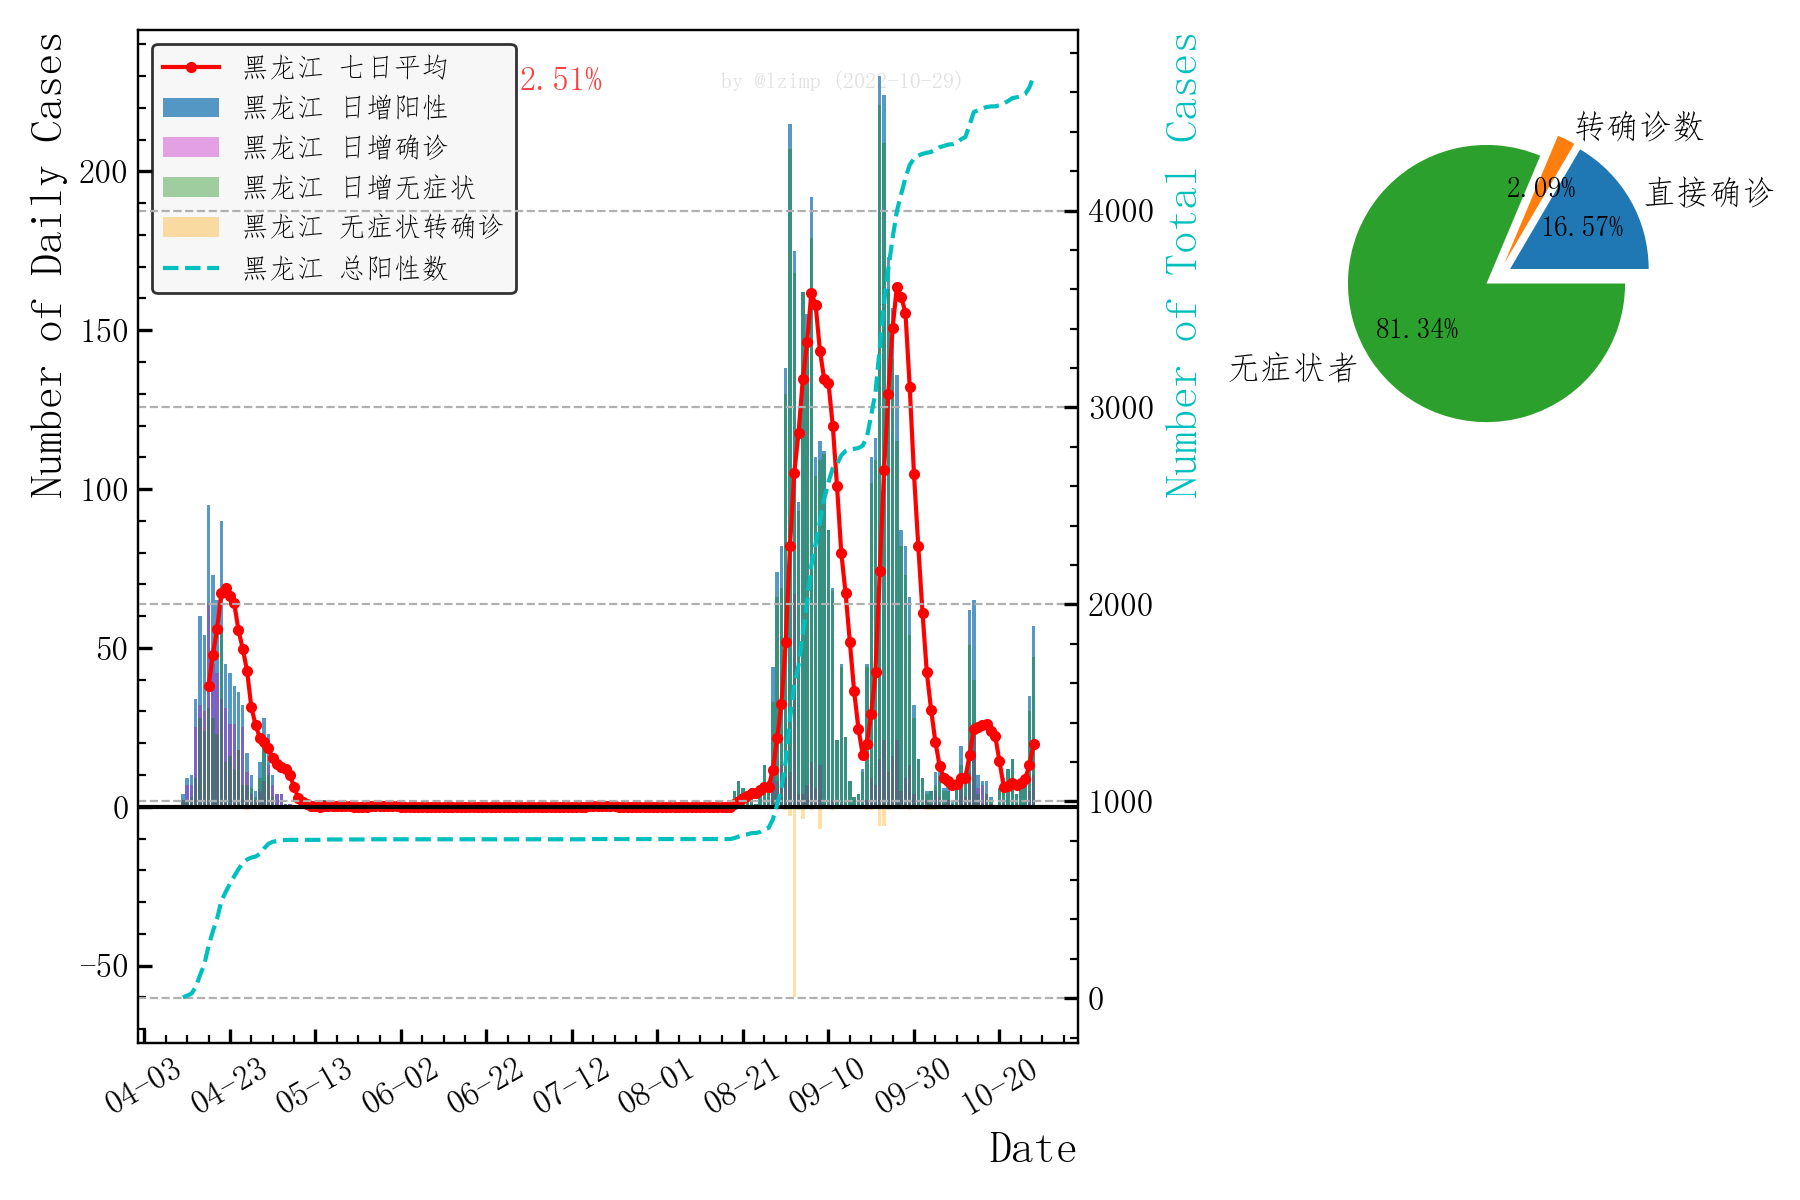 Number of Daily Cases
200
150
100
50
0
−50
黑龙江 七日平均
黑龙江 日增阳性
黑龙江 日增确诊
黑龙江 日增无症状
黑龙江 无症状转确诊
黑龙江 总阳性数
2.51%
by @lzimp (2022-10-29)
4000
3000
2000
1000
0
Number of Total Cases
04-03
04-23
05-13
06-02
06-22
07-12
08-01
08-21
09-10
09-30
10-20
Date
转确诊数
2.09%
直接确诊
16.57%
81.34%
无症状者